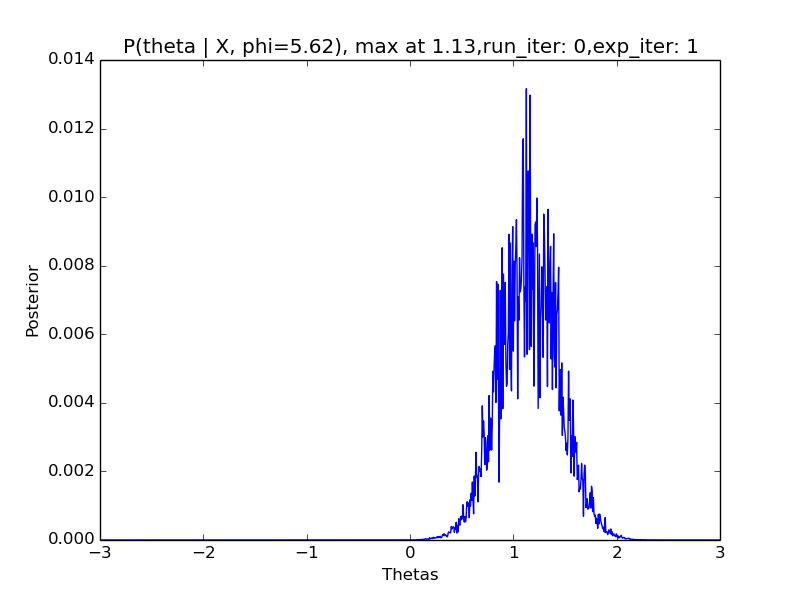 P(theta | X, phi=5.62), max at 1.13,run_iter: 0,exp_iter: 1
0.014
0.012
0.010
0.008
0.006
0.004
0.002
0.000
Posterior
−3 −2 −1 0 1 2 3
Thetas